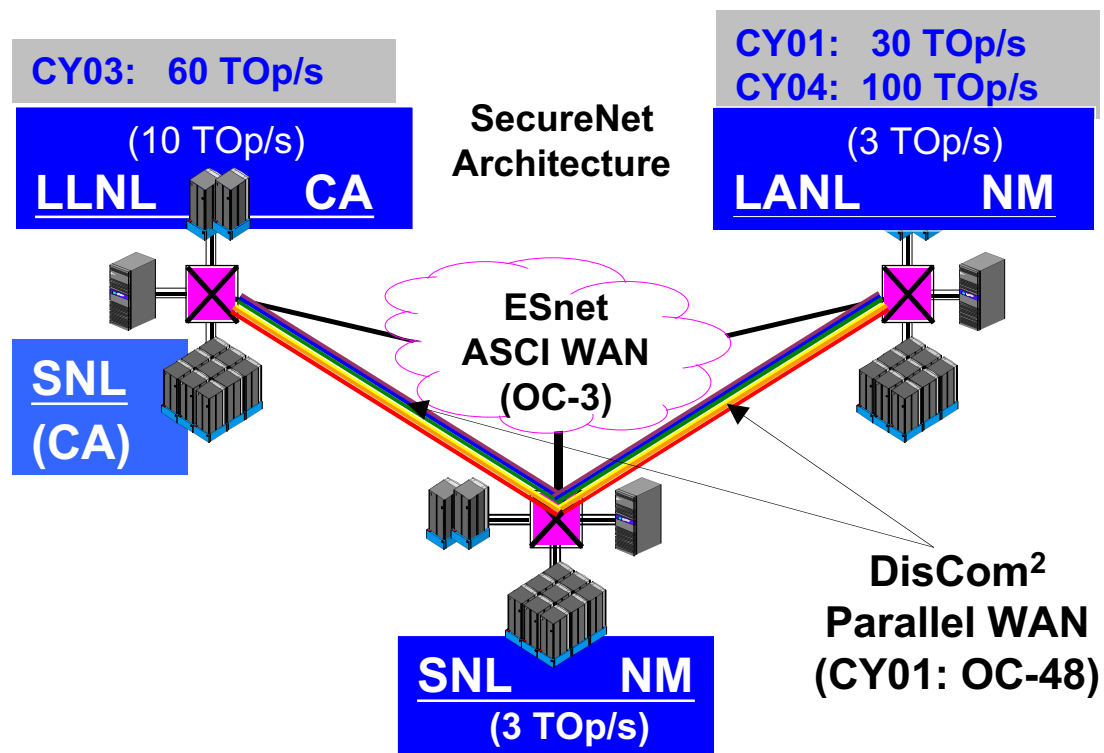 CY03: 60 TOp/s
(10 TOp/s)
LLNL CA
SecureNet
Architecture
CY01: 30 TOp/s
CY04: 100 TOp/s
(3 TOp/s)
LANL NM
ESnet
ASCI WAN
(OC-3)
SNL
(CA)
SNL NM
(3 TOp/s)
DisCom²
Parallel WAN
(CY01: OC-48)